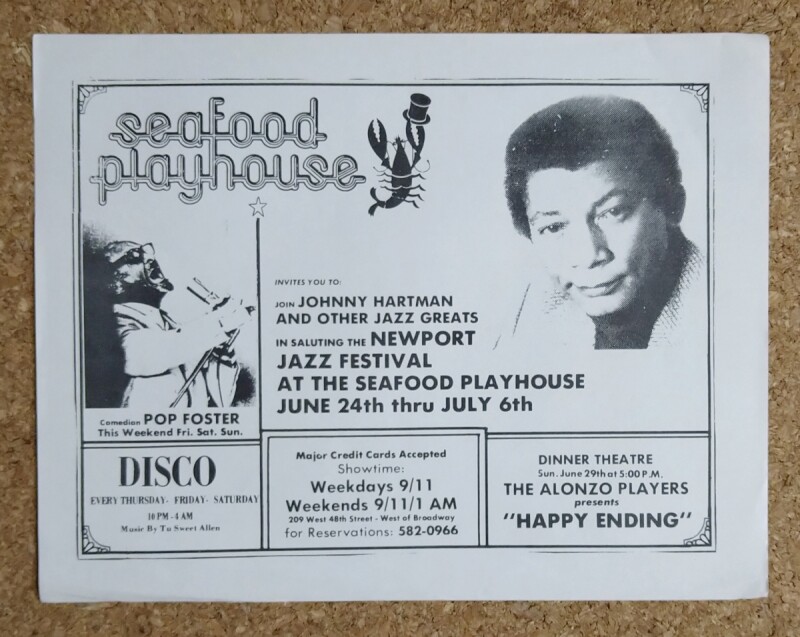 seafood
playhouse
INVITES YOU TO:
JOIN JOHNNY HARTMAN
AND OTHER JAZZ GREATS
IN SALUTING THE NEWPORT
JAZZ FESTIVAL
AT THE SEAFOOD PLAYHOUSE
JUNE 24th thru JULY 6th
Comedian POP FOSTER
This Weekend Fri. Sat. Sun.
DISCO
EVERY THURSDAY- FRIDAY- SATURDAY
10 PM - 4 AM
Music By Tu Sweet Allen
Major Credit Cards Accepted
Showtime:
Weekdays 9/11
Weekends 9/11/1 AM
209 West 48th Street - West of Broadway
for Reservations: 582-0966
DINNER THEATRE
Sun. June 29th at 5:00 P.M.
THE ALONZO PLAYERS
presents
"HAPPY ENDING"